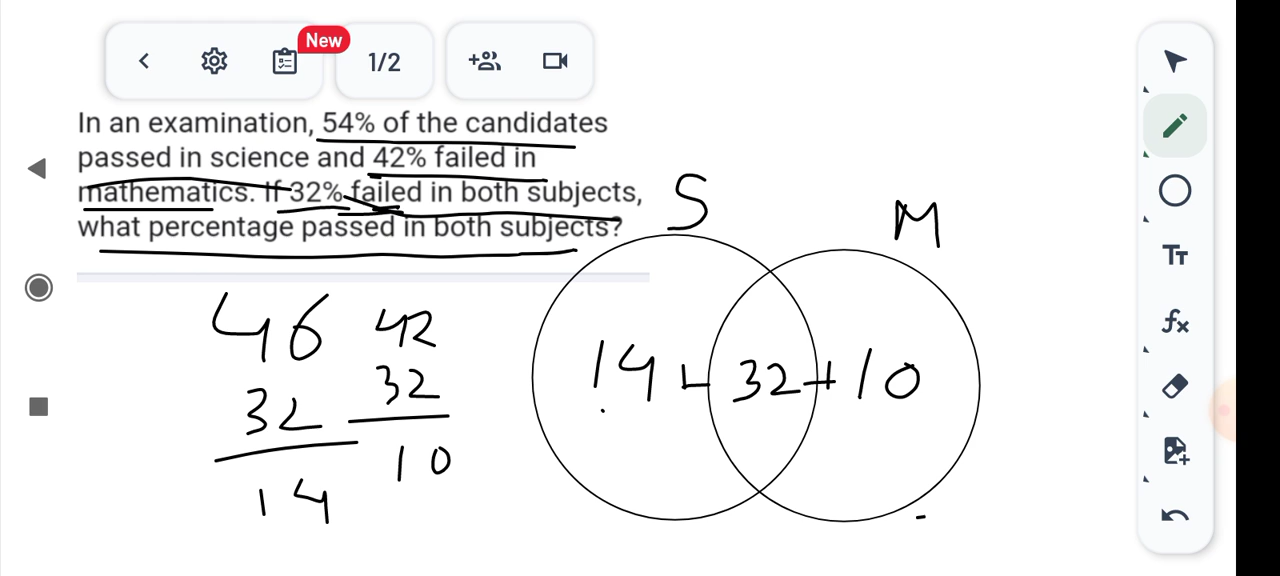 New
1/2
In an examination, 54% of the candidates
passed in science and 42% failed in
mathematics. If 32% failed in both subjects,
what percentage passed in both subjects?
S
M
46 42
32 32
14 10
14 + 32 + 10
TT
fx